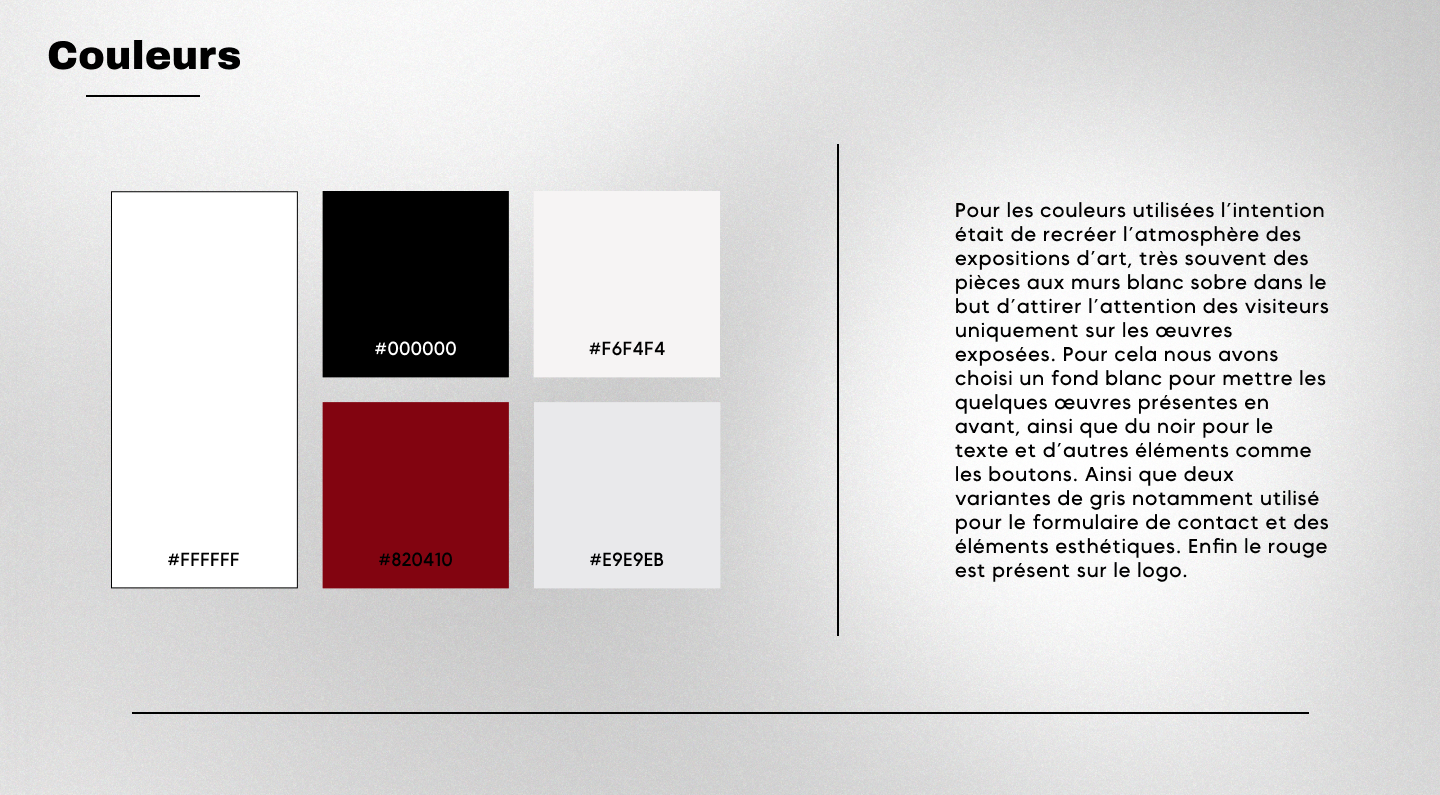 Couleurs
#FFFFFF
#000000
#F6F4F4
#820410
#E9E9EB
Pour les couleurs utilisées l’intention
était de recréer l’atmosphère des
expositions d’art, très souvent des
pièces aux murs blanc sobre dans le
but d’attirer l’attention des visiteurs
uniquement sur les œuvres
exposées. Pour cela nous avons
choisi un fond blanc pour mettre les
quelques œuvres présentes en
avant, ainsi que du noir pour le
texte et d’autres éléments comme
les boutons. Ainsi que deux
variantes de gris notamment utilisé
pour le formulaire de contact et des
éléments esthétiques. Enfin le rouge
est présent sur le logo.